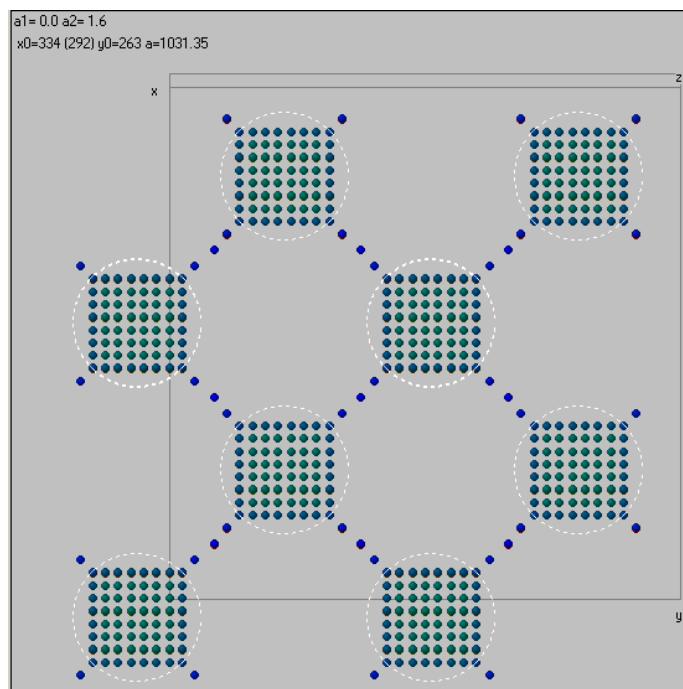 a1= 0.0 a2= 1.6
x0=334 (292) y0=263 a=1031.35
z
x
y